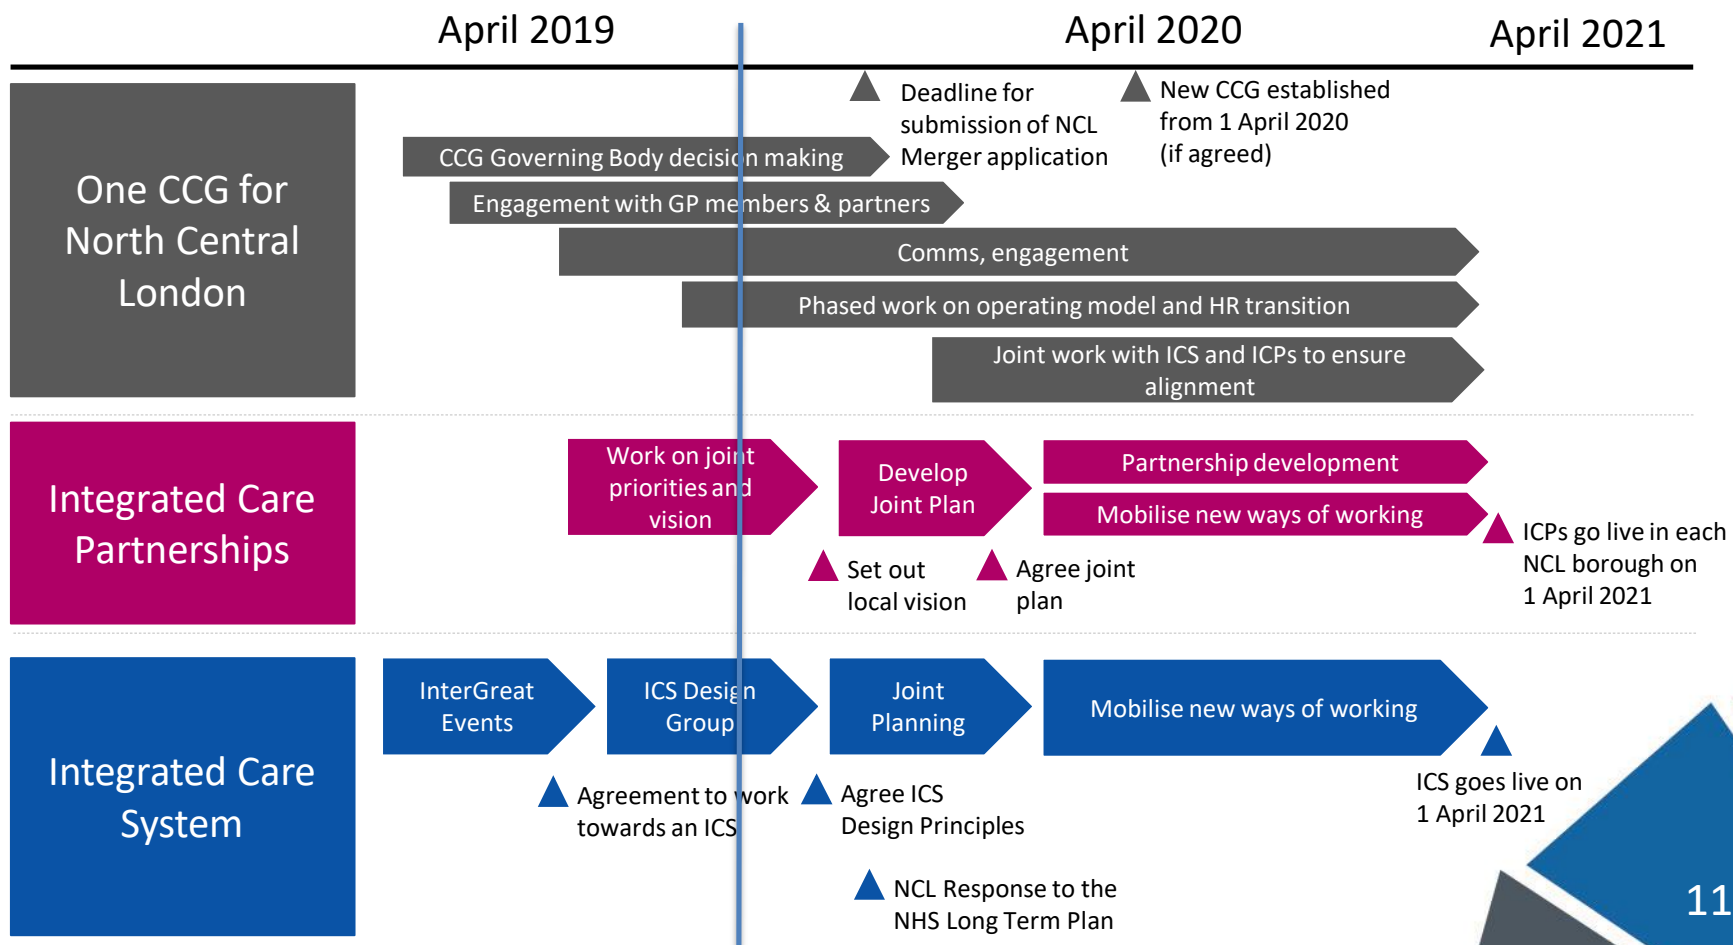 April 2019
April 2020
April 2021
One CCG for
North Central
London
Deadline for
submission of NCL
Merger application
New CCG established
from 1 April 2020
(if agreed)
CCG Governing Body decision making
Engagement with GP members & partners
Comms, engagement
Phased work on operating model and HR transition
Joint work with ICS and ICPs to ensure
alignment
Integrated Care
Partnerships
Work on joint
priorities and
vision
Develop
Joint Plan
Partnership development
Mobilise new ways of working
Set out
local vision
Agree joint
plan
ICPs go live in each
NCL borough on
1 April 2021
Integrated Care
System
InterGreat
Events
ICS Design
Group
Joint
Planning
Mobilise new ways of working
Agreement to work
towards an ICS
Agree ICS
Design Principles
ICS goes live on
1 April 2021
NCL Response to the
NHS Long Term Plan
11